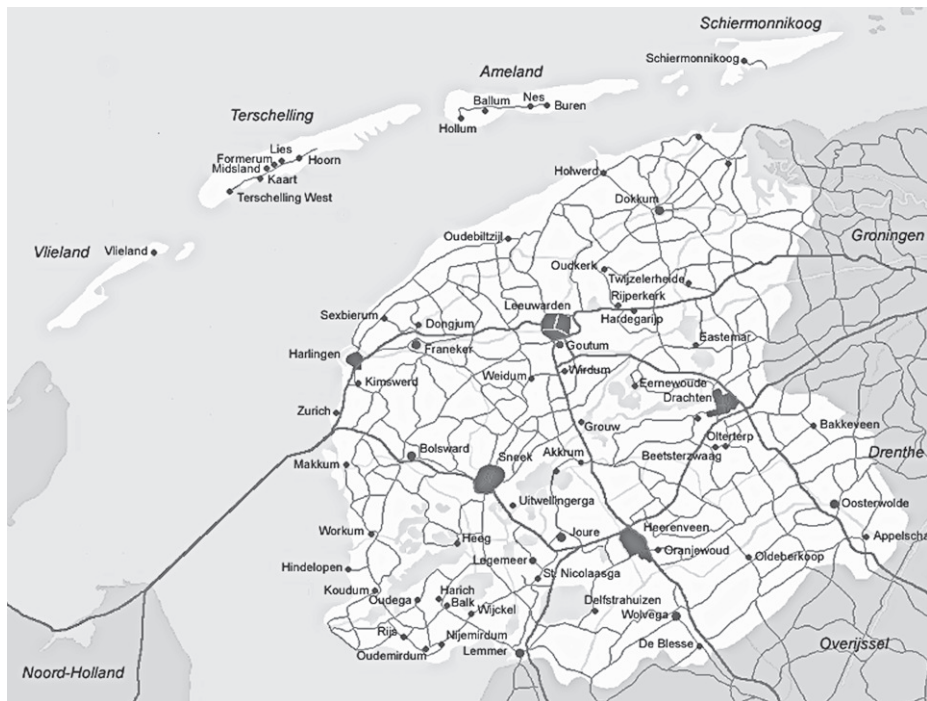 Schiermonnikoog
Schiermonnikoog
Ameland
Ballum
Nes
Buren
Hollum
Terschelling
Lies
Formerum
Hoorn
Midsland
Kaart
Terschelling West
Holwerd
Dokkum
Vlieland
Vlieland
Oudebiltzijl
Groningen
Oudkerk
Twijzelerheide
Rijperkerk
Leeuwarden
Hardegarijp
Sexbierum
Dongjum
Eastemar
Franeker
Goutum
Harlingen
Wirdum
Weidum
Kimswerd
Eernewoude
Drachten
Zurich
Grouw
Bakkeveen
Olterterp
Bolsward
Akkrum
Beetsterzwaag
Drenthe
Sneek
Makkum
Uitwellingerga
Oosterwolde
Workum
Joure
Heerenveen
Heeg
Appelscha
Oranjewoud
Oldeberkoop
Legemeer
Hindelopen
St. Nicolaasga
Koudum
Harich
Oudega
Balk
Delfstrahuizen
Wijckel
Wolvega
Rijs
Nijemirdum
De Blesse
Overijssel
Oudemirdum
Lemmer
Noord-Holland